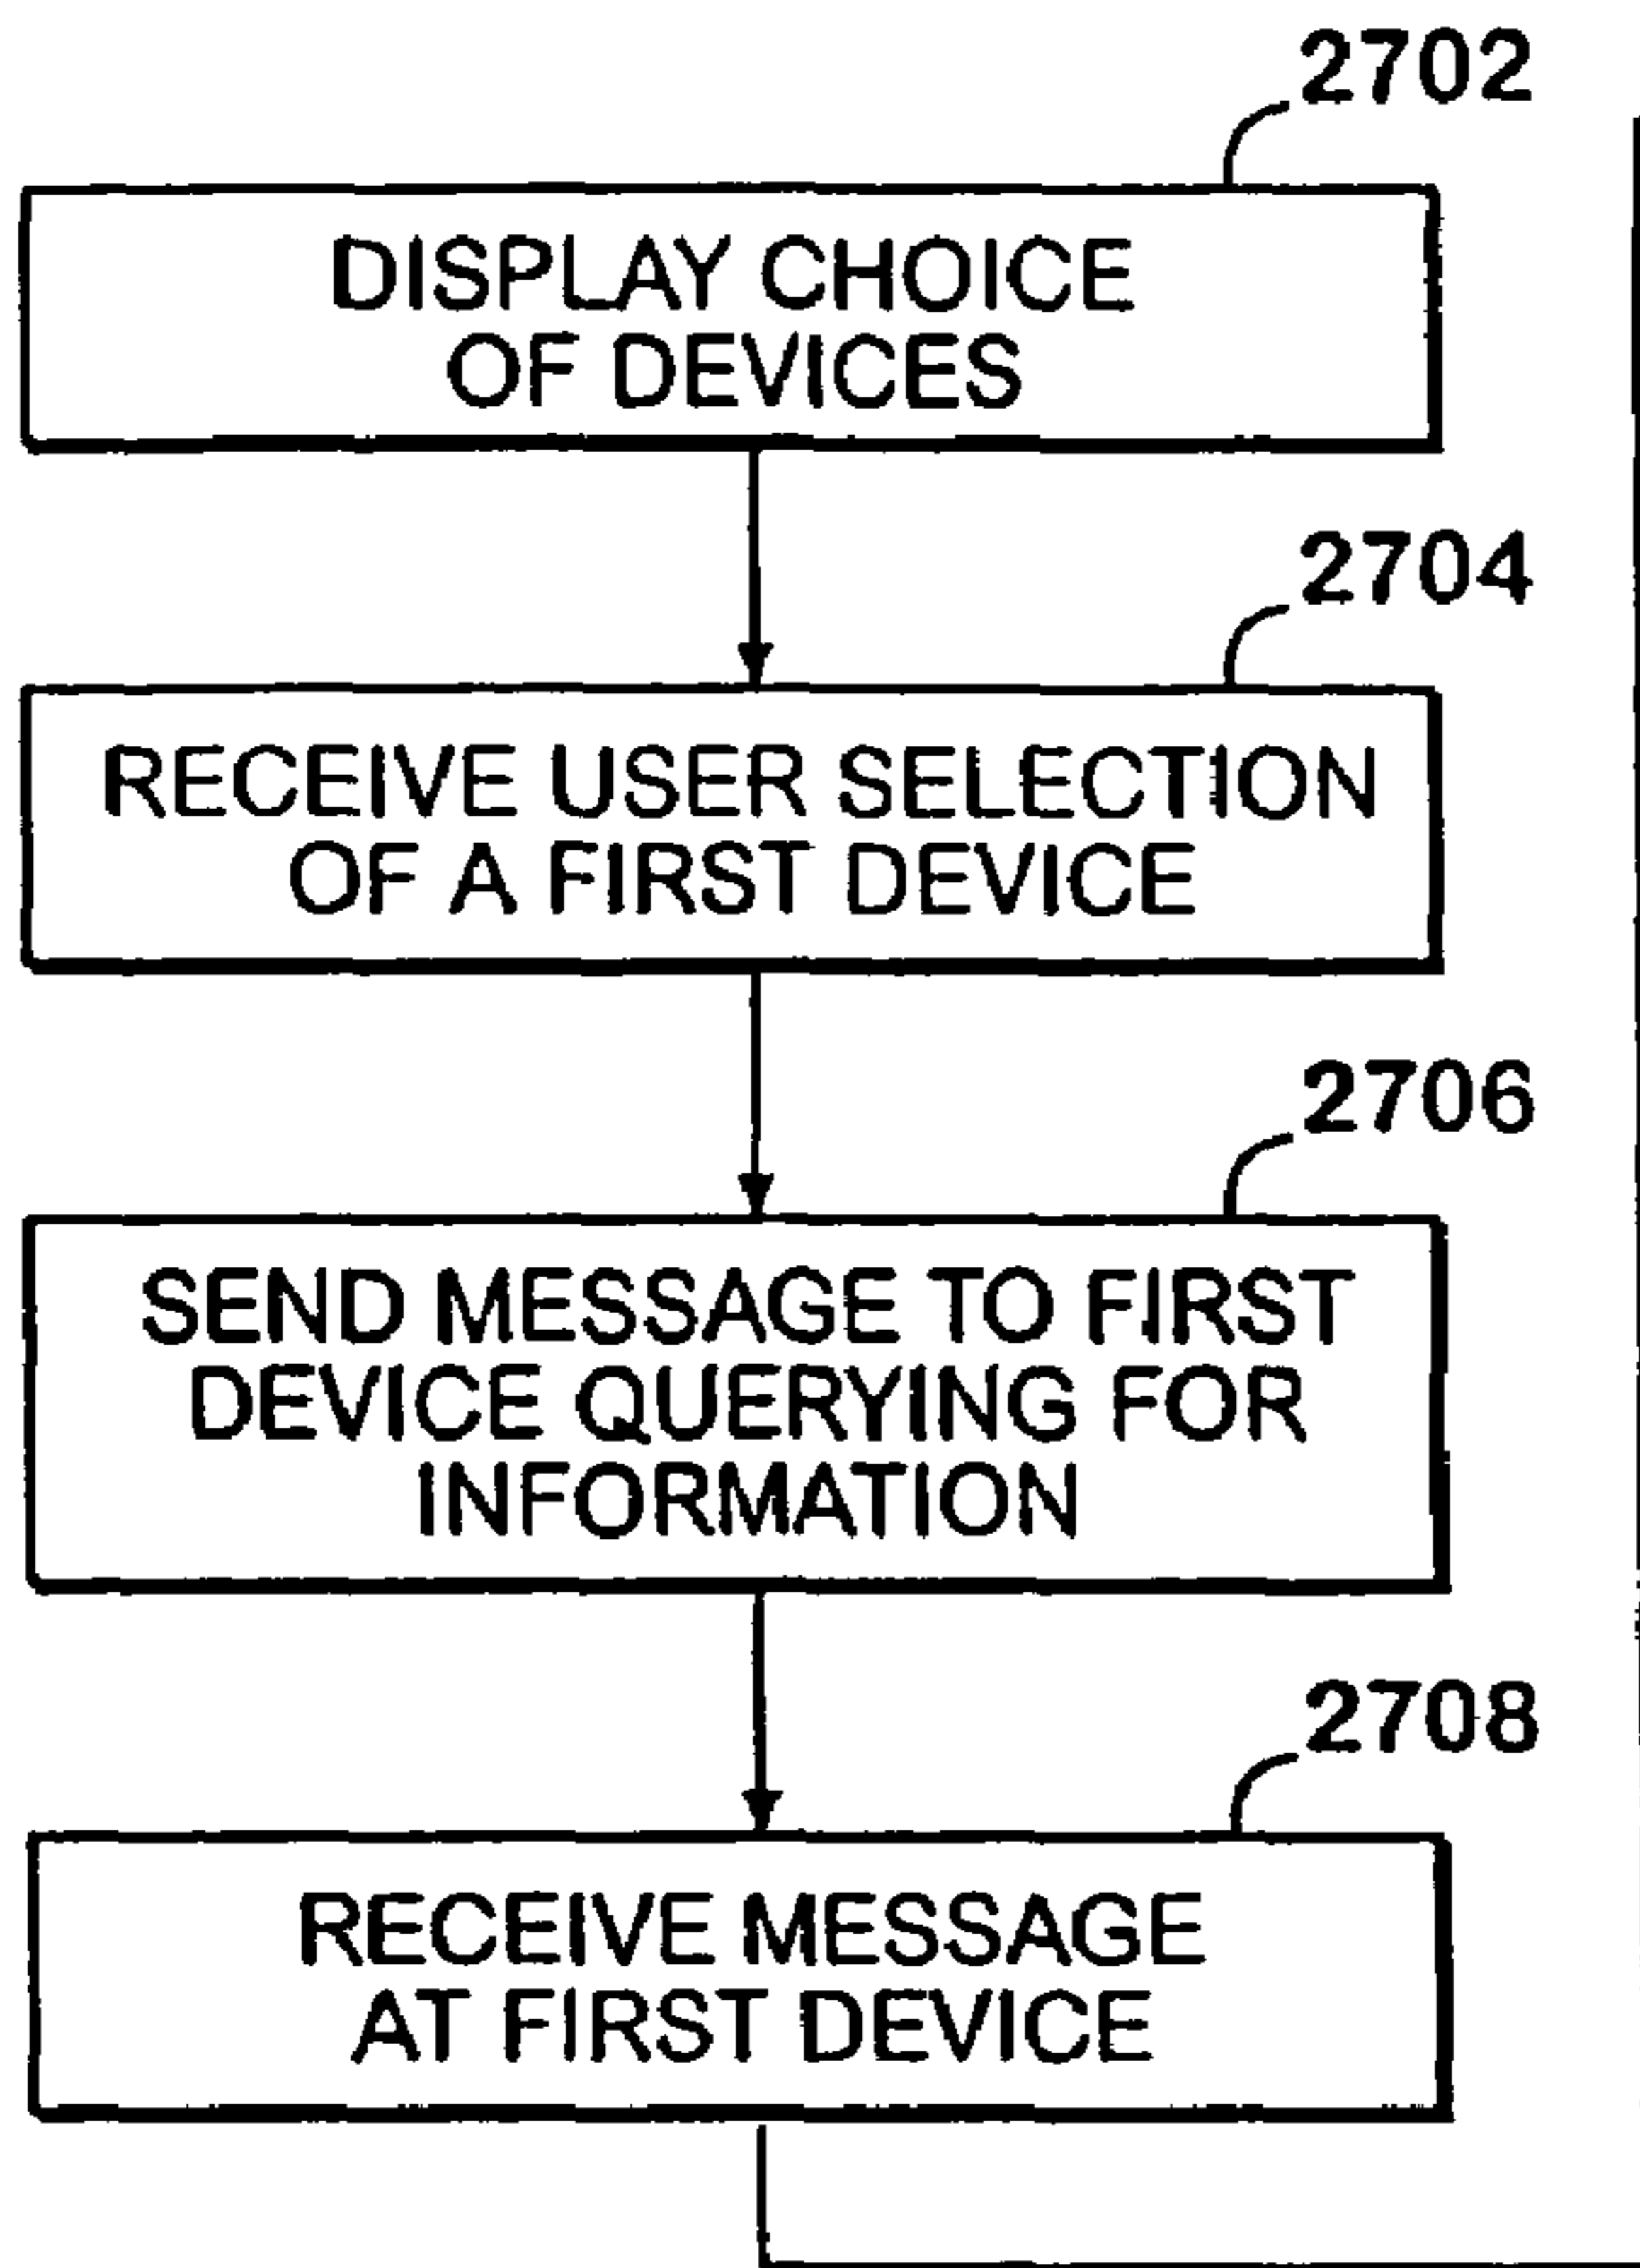 2702
DISPLAY CHOICE
OF DEVICES
2704
RECEIVE USER SELECTION
OF A FIRST DEVICE
2706
SEND MESSAGE TO FIRST
DEVICE QUERYING FOR
INFORMATION
2708
RECEIVE MESSAGE
AT FIRST DEVICE